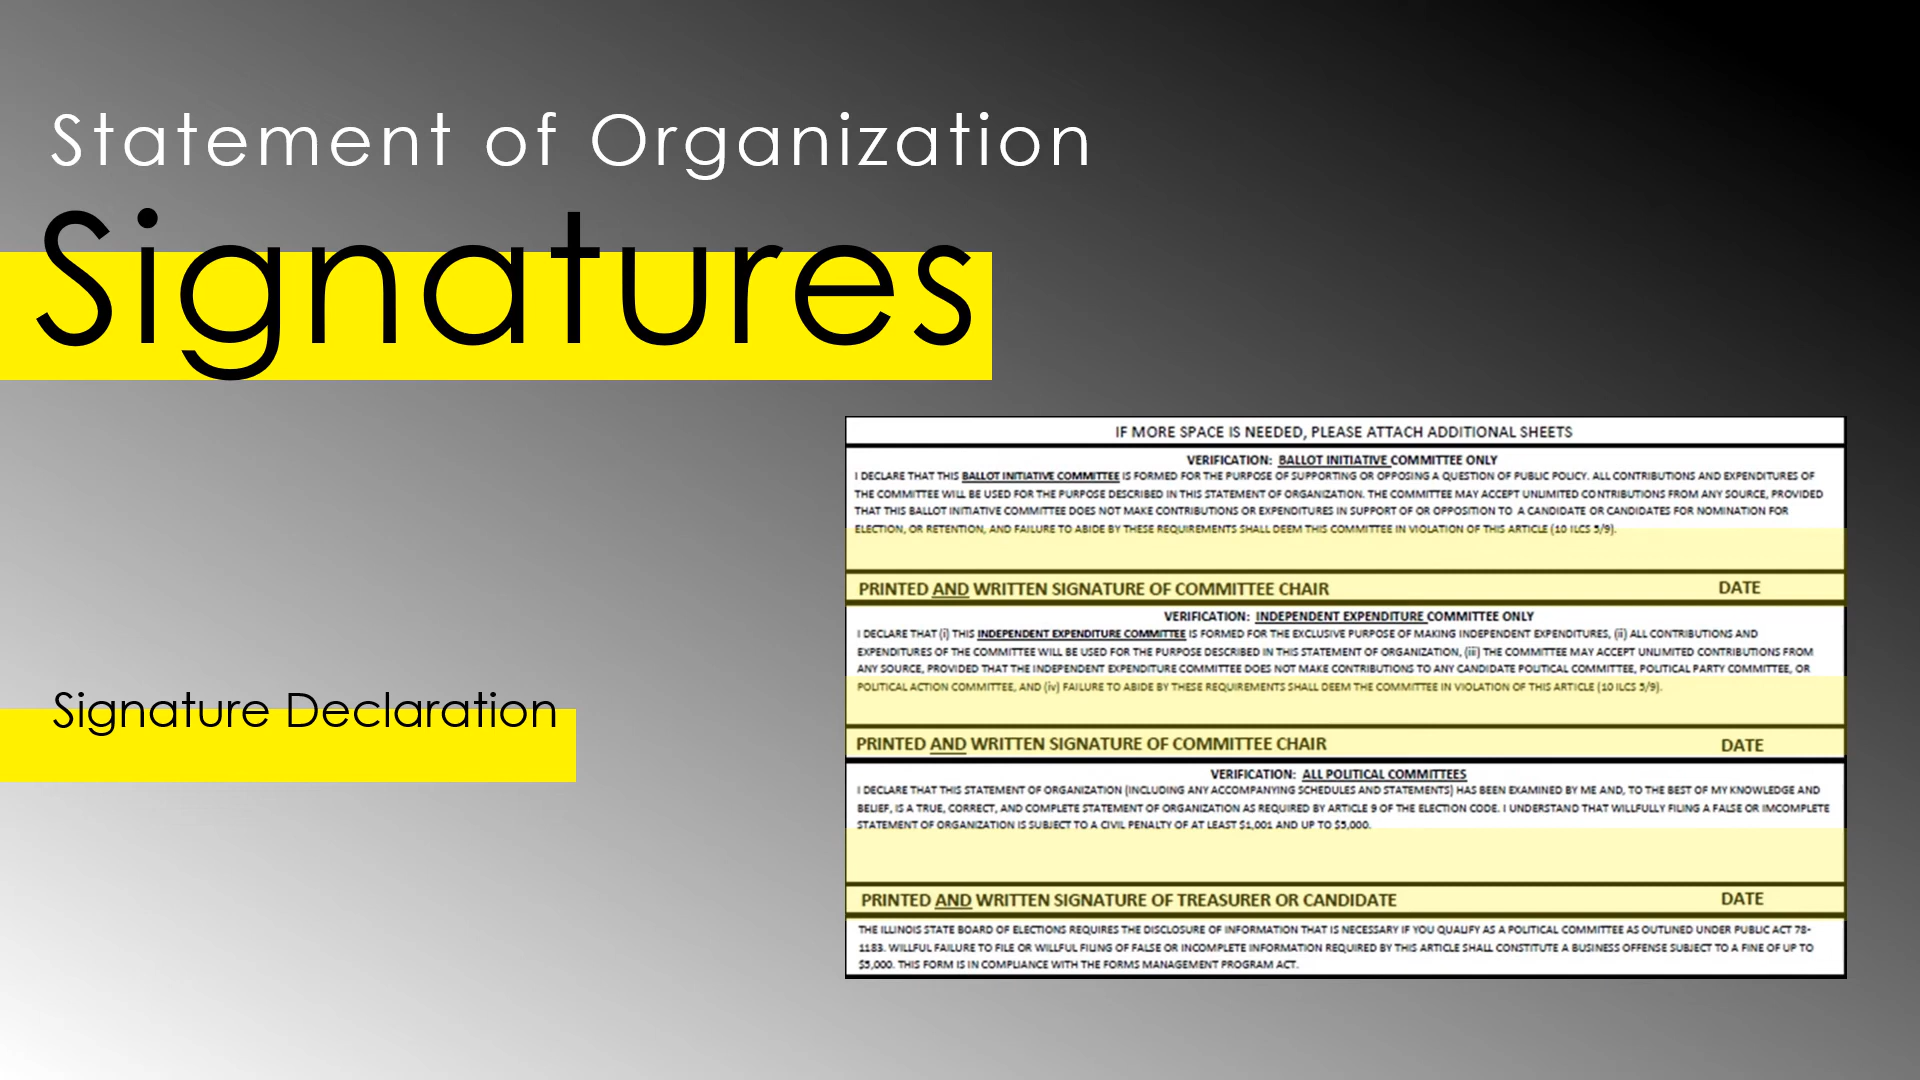 Statement of Organization
Signatures
Signature Declaration
IF MORE SPACE IS NEEDED, PLEASE ATTACH ADDITIONAL SHEETS
VERIFICATION: BALLOT INITIATIVE COMMITTEE ONLY
I DECLARE THAT THIS BALLOT INITIATIVE COMMITTEE IS FORMED FOR THE PURPOSE OF SUPPORTING OR OPPOSING A QUESTION OF PUBLIC POLICY. ALL CONTRIBUTIONS AND EXPENDITURES OF
THE COMMITTEE WILL BE USED FOR THE PURPOSE DESCRIBED IN THIS STATEMENT OF ORGANIZATION. THE COMMITTEE MAY ACCEPT UNLIMITED CONTRIBUTIONS FROM ANY SOURCE, PROVIDED
THAT THIS BALLOT INITIATIVE COMMITTEE DOES NOT MAKE CONTRIBUTIONS OR EXPENDITURES IN SUPPORT OF OR OPPOSITION TO A CANDIDATE OR CANDIDATES FOR NOMINATION FOR
ELECTION, OR RETENTION, AND FAILURE TO ABIDE BY THESE REQUIREMENTS SHALL DEEM THIS COMMITTEE IN VIOLATION OF THIS ARTICLE (10 ILCS 5/9).
PRINTED AND WRITTEN SIGNATURE OF COMMITTEE CHAIR DATE
VERIFICATION: INDEPENDENT EXPENDITURE COMMITTEE ONLY
I DECLARE THAT (i) THIS INDEPENDENT EXPENDITURE COMMITTEE IS FORMED FOR THE EXCLUSIVE PURPOSE OF MAKING INDEPENDENT EXPENDITURES, (ii) ALL CONTRIBUTIONS AND
EXPENDITURES OF THE COMMITTEE WILL BE USED FOR THE PURPOSE DESCRIBED IN THIS STATEMENT OF ORGANIZATION, (iii) THE COMMITTEE MAY ACCEPT UNLIMITED CONTRIBUTIONS FROM
ANY SOURCE, PROVIDED THAT THE INDEPENDENT EXPENDITURE COMMITTEE DOES NOT MAKE CONTRIBUTIONS TO ANY CANDIDATE POLITICAL COMMITTEE, POLITICAL PARTY COMMITTEE, OR
POLITICAL ACTION COMMITTEE, AND (iv) FAILURE TO ABIDE BY THESE REQUIREMENTS SHALL DEEM THE COMMITTEE IN VIOLATION OF THIS ARTICLE (10 ILCS 5/9).
PRINTED AND WRITTEN SIGNATURE OF COMMITTEE CHAIR DATE
VERIFICATION: ALL POLITICAL COMMITTEES
I DECLARE THAT THIS STATEMENT OF ORGANIZATION (INCLUDING ANY ACCOMPANYING SCHEDULES AND STATEMENTS) HAS BEEN EXAMINED BY ME AND, TO THE BEST OF MY KNOWLEDGE AND
BELIEF, IS A TRUE, CORRECT, AND COMPLETE STATEMENT OF ORGANIZATION AS REQUIRED BY ARTICLE 9 OF THE ELECTION CODE. I UNDERSTAND THAT WILLFULLY FILING A FALSE OR IMCOMPLETE
STATEMENT OF ORGANIZATION IS SUBJECT TO A CIVIL PENALTY OF AT LEAST $1,001 AND UP TO $5,000.
PRINTED AND WRITTEN SIGNATURE OF TREASURER OR CANDIDATE DATE
THE ILLINOIS STATE BOARD OF ELECTIONS REQUIRES THE DISCLOSURE OF INFORMATION THAT IS NECESSARY IF YOU QUALIFY AS A POLITICAL COMMITTEE AS OUTLINED UNDER PUBLIC ACT 78-
1183. WILLFUL FAILURE TO FILE OR WILLFUL FILING OF FALSE OR INCOMPLETE INFORMATION REQUIRED BY THIS ARTICLE SHALL CONSTITUTE A BUSINESS OFFENSE SUBJECT TO A FINE OF UP TO
$5,000. THIS FORM IS IN COMPLIANCE WITH THE FORMS MANAGEMENT PROGRAM ACT.